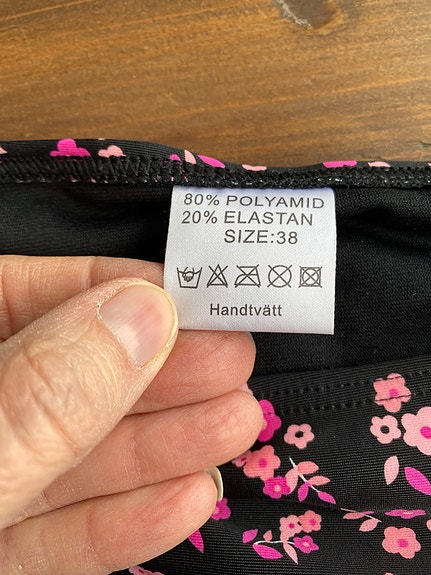 80% POLYAMID
20% ELASTAN
SIZE:38
Handtvätt